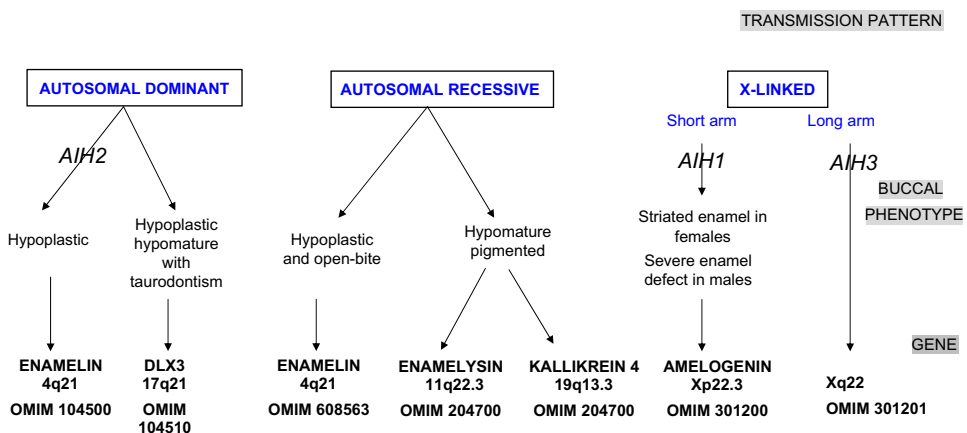 TRANSMISSION PATTERN
AUTOSOMAL DOMINANT
AUTOSOMAL RECESSIVE
X-LINKED
Short arm
Long arm
AIH2
AIH1
AIH3
BUCCAL
PHENOTYPE
Hypoplastic
Hypoplastic
hypomature
with
taurodontism
Hypoplastic
and open-bite
Hypomature
pigmented
Striated enamel in
females
Severe enamel
defect in males
GENE
ENAMELIN
4q21
OMIM 104500
DLX3
17q21
OMIM
104510
ENAMELIN
4q21
OMIM 608563
ENAMELYSIN
11q22.3
OMIM 204700
KALLIKREIN 4
19q13.3
OMIM 204700
AMELOGENIN
Xp22.3
OMIM 301200
Xq22
OMIM 301201